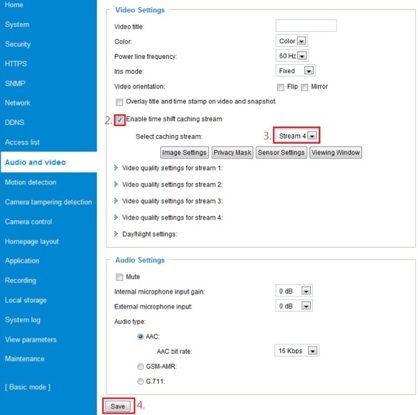 Home
System
Security
HTTPS
SNMP
Network
DDNS
Access list
Audio and video
Motion detection
Camera tampering detection
Camera control
Homepage layout
Application
Recording
Local storage
System log
View parameters
Maintenance
[ Basic mode ]
Video Settings
Video title:
Color: Color
Power line frequency: 60 Hz
Iris mode: Fixed
Video orientation: Flip Mirror
Overlay title and time stamp on video and snapshot.
2. Enable time shift caching stream
Select caching stream: 3. Stream 4
Image Settings Privacy Mask Sensor Settings Viewing Window
Video quality settings for stream 1:
Video quality settings for stream 2:
Video quality settings for stream 3:
Video quality settings for stream 4:
Day/Night settings:
Audio Settings
Mute
Internal microphone input gain: 0 dB
External microphone input: 0 dB
Audio type:
AAC:
AAC bit rate: 16 Kbps
GSM-AMR:
G.711:
Save 4.